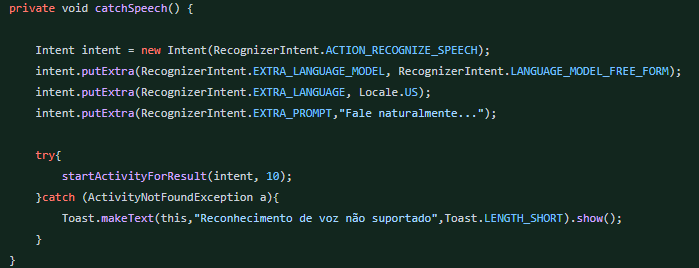 private void catchSpeech() {
Intent intent = new Intent(RecognizerIntent.ACTION_RECOGNIZE_SPEECH);
intent.putExtra(RecognizerIntent.EXTRA_LANGUAGE_MODEL, RecognizerIntent.LANGUAGE_MODEL_FREE_FORM);
intent.putExtra(RecognizerIntent.EXTRA_LANGUAGE, Locale.US);
intent.putExtra(RecognizerIntent.EXTRA_PROMPT,"Fale naturalmente...");
try{
startActivityForResult(intent, 10);
}catch (ActivityNotFoundException a){
Toast.makeText(this,"Reconhecimento de voz não suportado",Toast.LENGTH_SHORT).show();
}
}